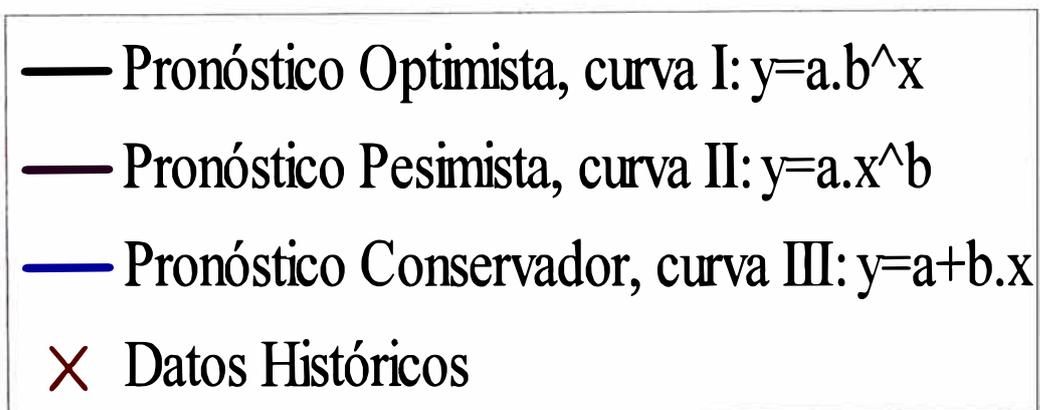 Pronóstico Optimista, curva I: y=a.b^x
Pronóstico Pesimista, curva II: y=a.x^b
Pronóstico Conservador, curva III: y=a+b.x
Datos Históricos